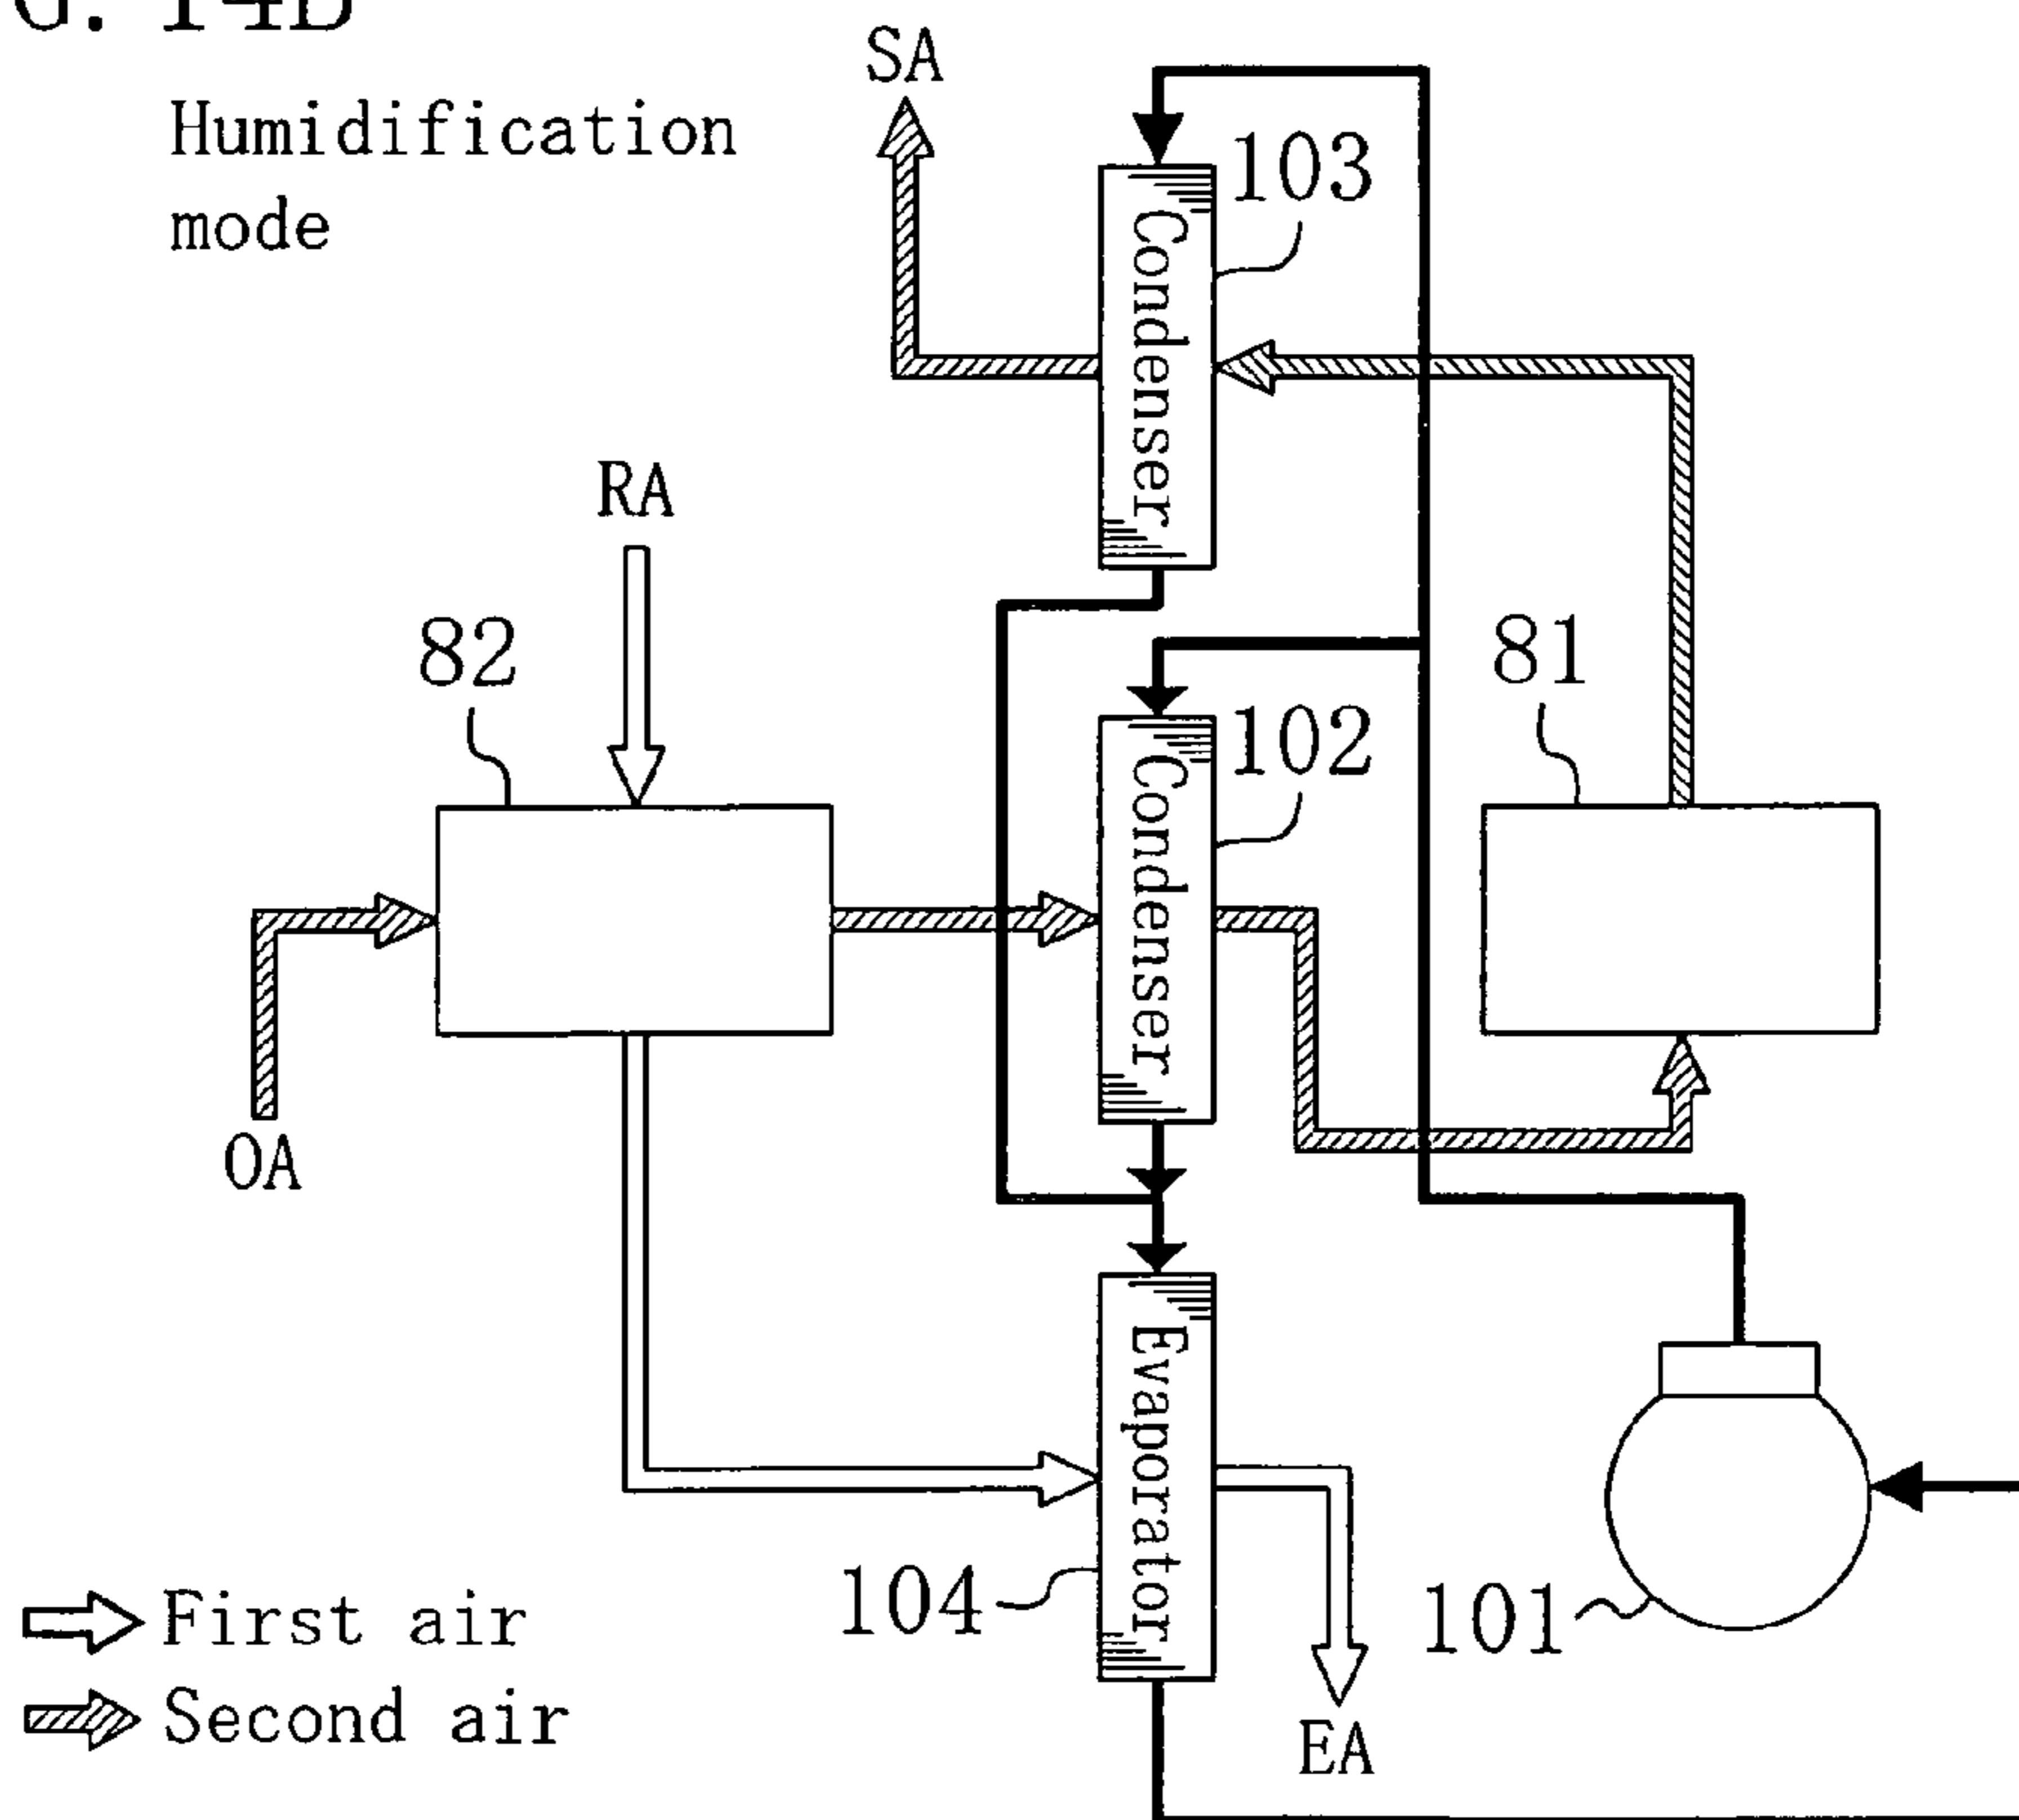 G. 14B
Humidification
mode
SA
103
Condenser
RA
82
81
102
Condenser
OA
Evaporator
104
101
First air
Second air
EA